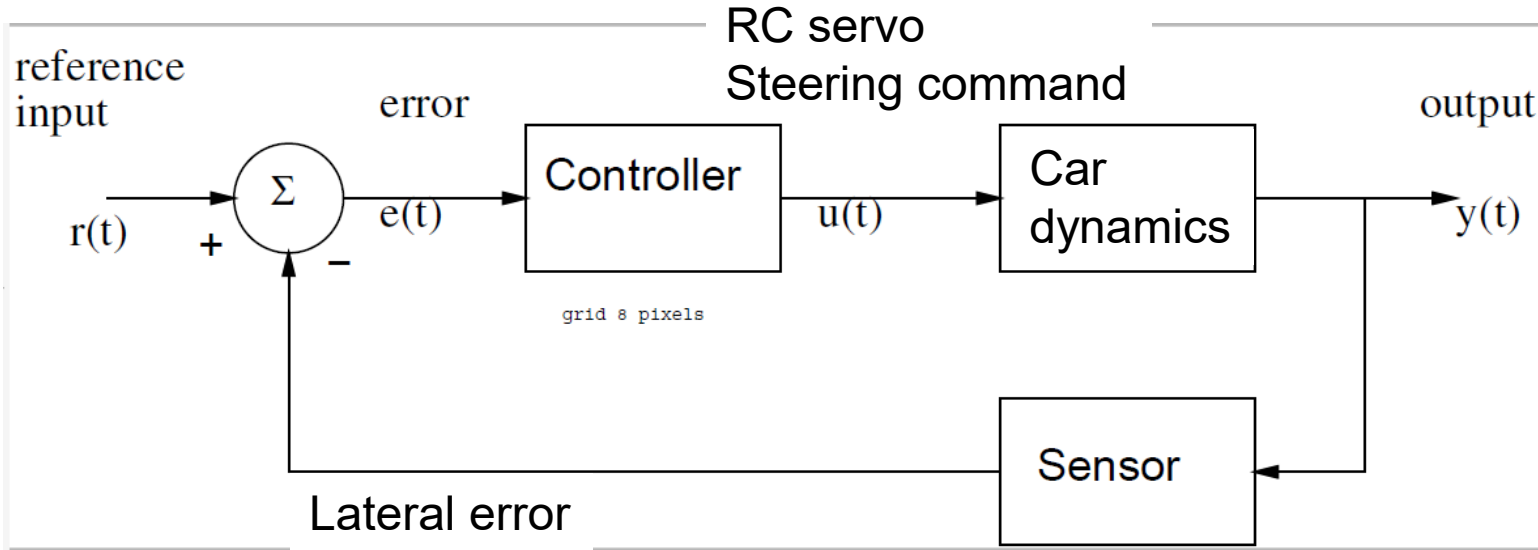 RC servo
Steering command
reference
input
error
output
Σ
Controller
Car
dynamics
r(t)
+
−
e(t)
u(t)
y(t)
grid 8 pixels
Sensor
Lateral error